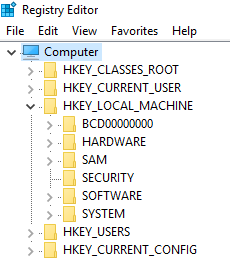 Registry Editor
File Edit View Favorites Help
Computer
HKEY_CLASSES_ROOT
HKEY_CURRENT_USER
HKEY_LOCAL_MACHINE
BCD00000000
HARDWARE
SAM
SECURITY
SOFTWARE
SYSTEM
HKEY_USERS
HKEY_CURRENT_CONFIG